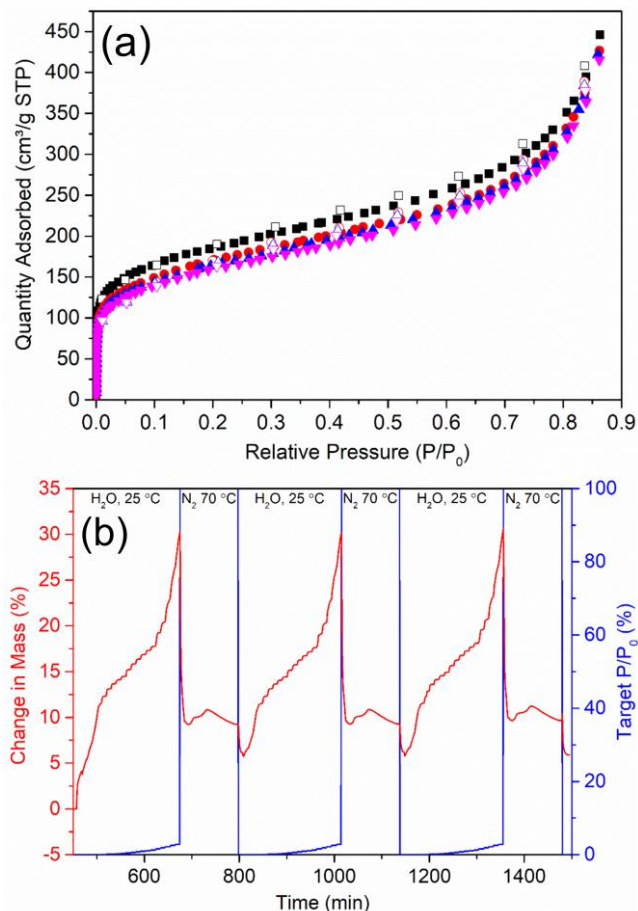 (a)
450
400
350
300
250
200
150
100
50
0
Quantity Adsorbed (cm³/g STP)
0.0 0.1 0.2 0.3 0.4 0.5 0.6 0.7 0.8 0.9
Relative Pressure (P/P₀)
(b)
H₂O, 25 °C N₂ 70 °C H₂O, 25 °C N₂ 70 °C H₂O, 25 °C N₂ 70 °C
35
30
25
20
15
10
5
0
-5
Change in Mass (%)
100
80
60
40
20
0
Target P/P₀ (%)
600 800 1000 1200 1400
Time (min)